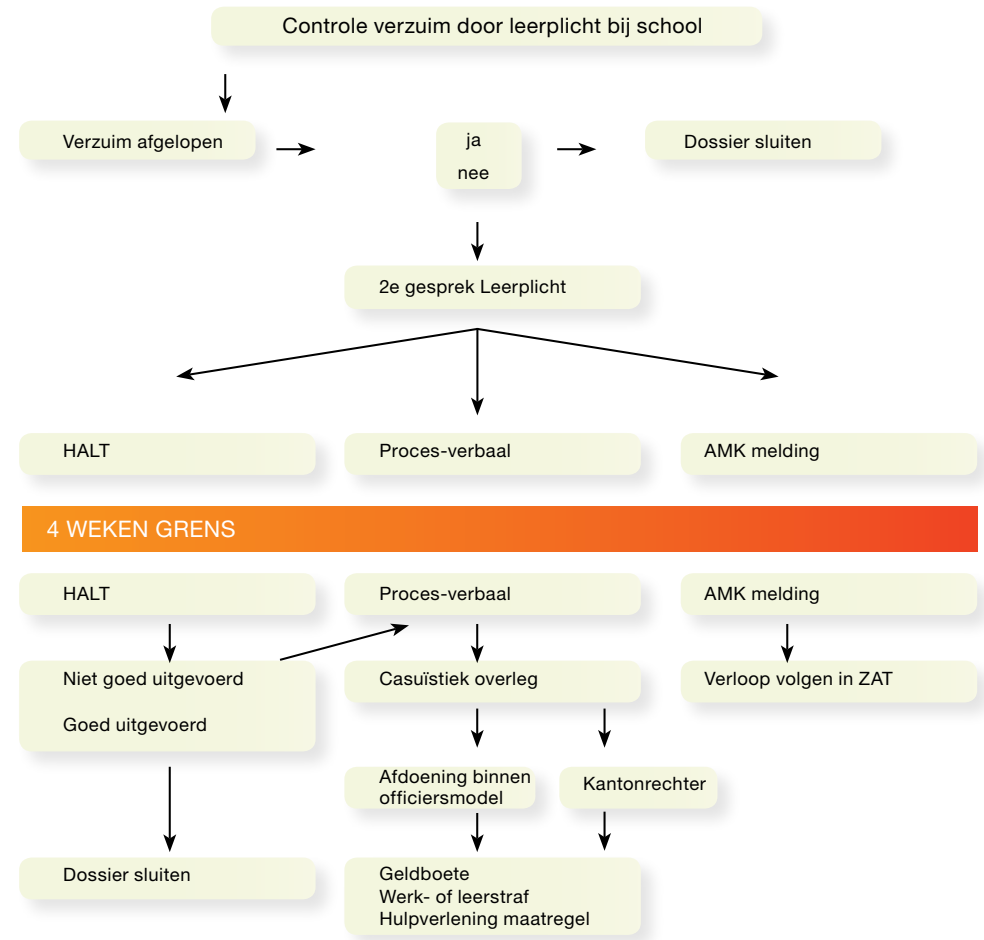 Controle verzuim door leerplicht bij school
Verzuim afgelopen
ja
nee
Dossier sluiten
2e gesprek Leerplicht
HALT
Proces-verbaal
AMK melding
4 WEKEN GRENS
HALT
Proces-verbaal
AMK melding
Niet goed uitgevoerd
Goed uitgevoerd
Casuïstiek overleg
Verloop volgen in ZAT
Afdoening binnen
officiersmodel
Kantonrechter
Dossier sluiten
Geldboete
Werk- of leerstraf
Hulpverlening maatregel